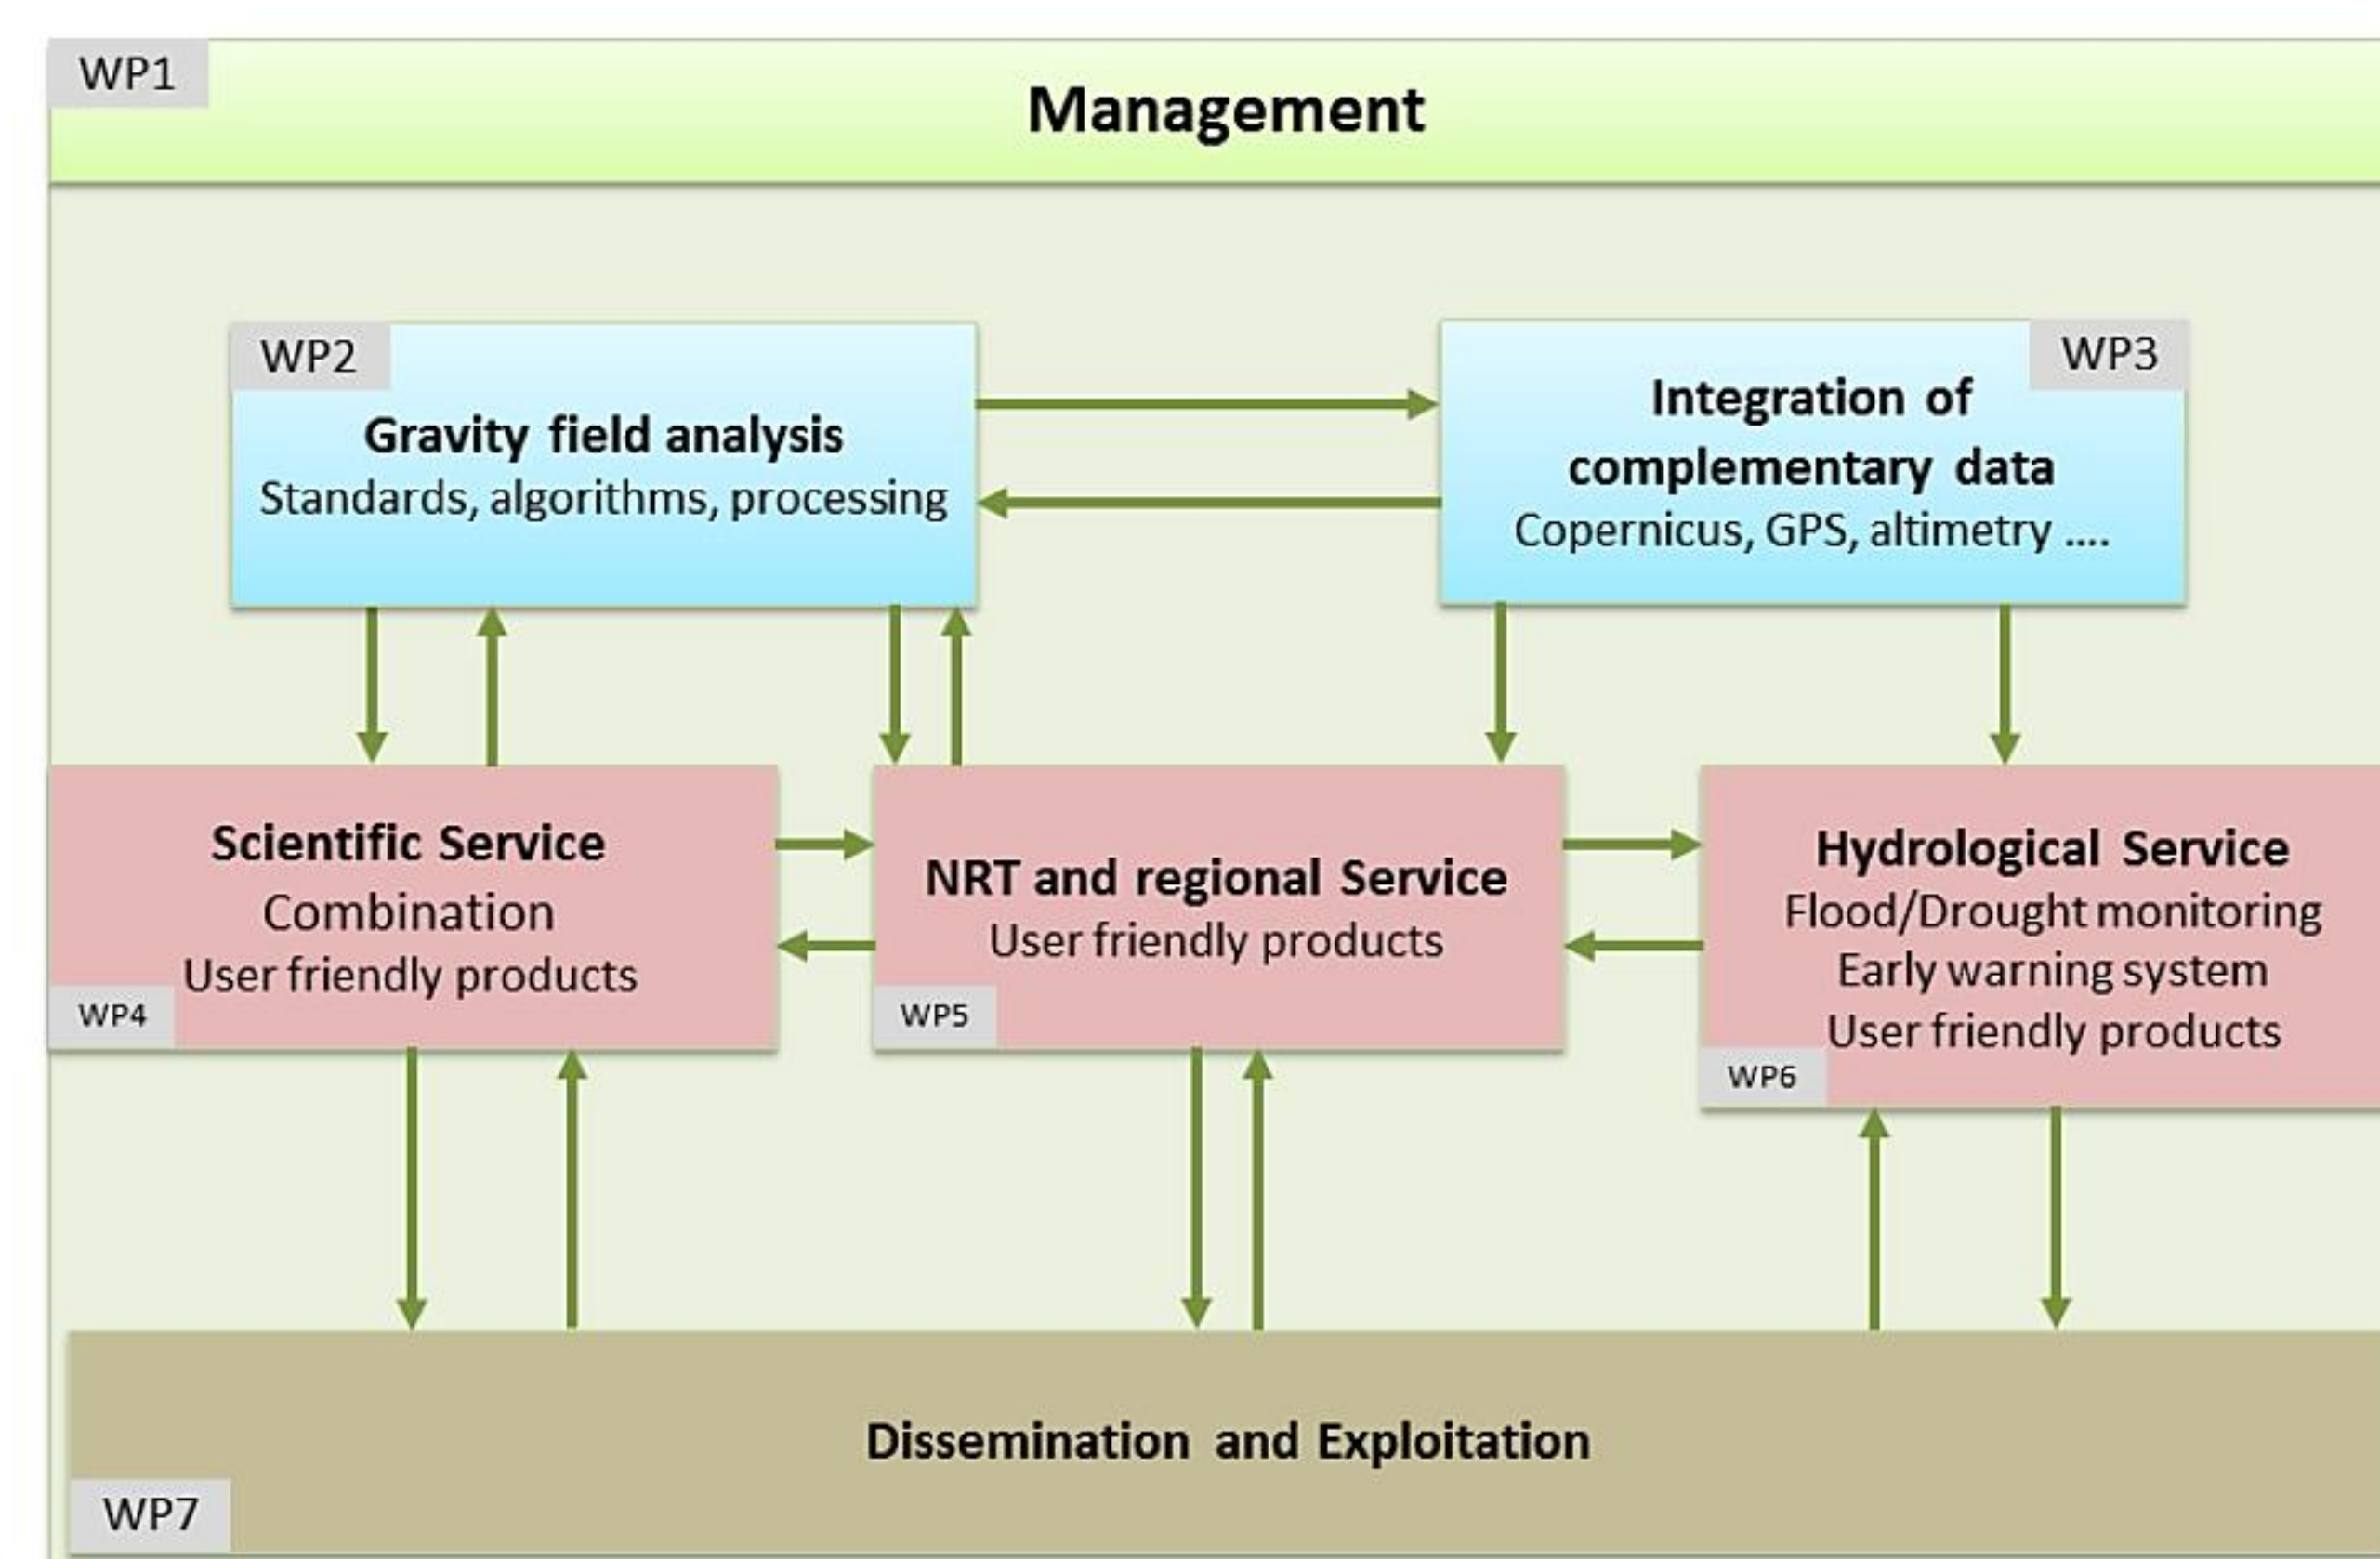 WP1
Management
WP2
Gravity field analysis
Standards, algorithms, processing
WP3
Integration of
complementary data
Copernicus, GPS, altimetry ....
Scientific Service
Combination
User friendly products
WP4
NRT and regional Service
User friendly products
WP5
Hydrological Service
Flood/Drought monitoring
Early warning system
User friendly products
WP6
Dissemination and Exploitation
WP7